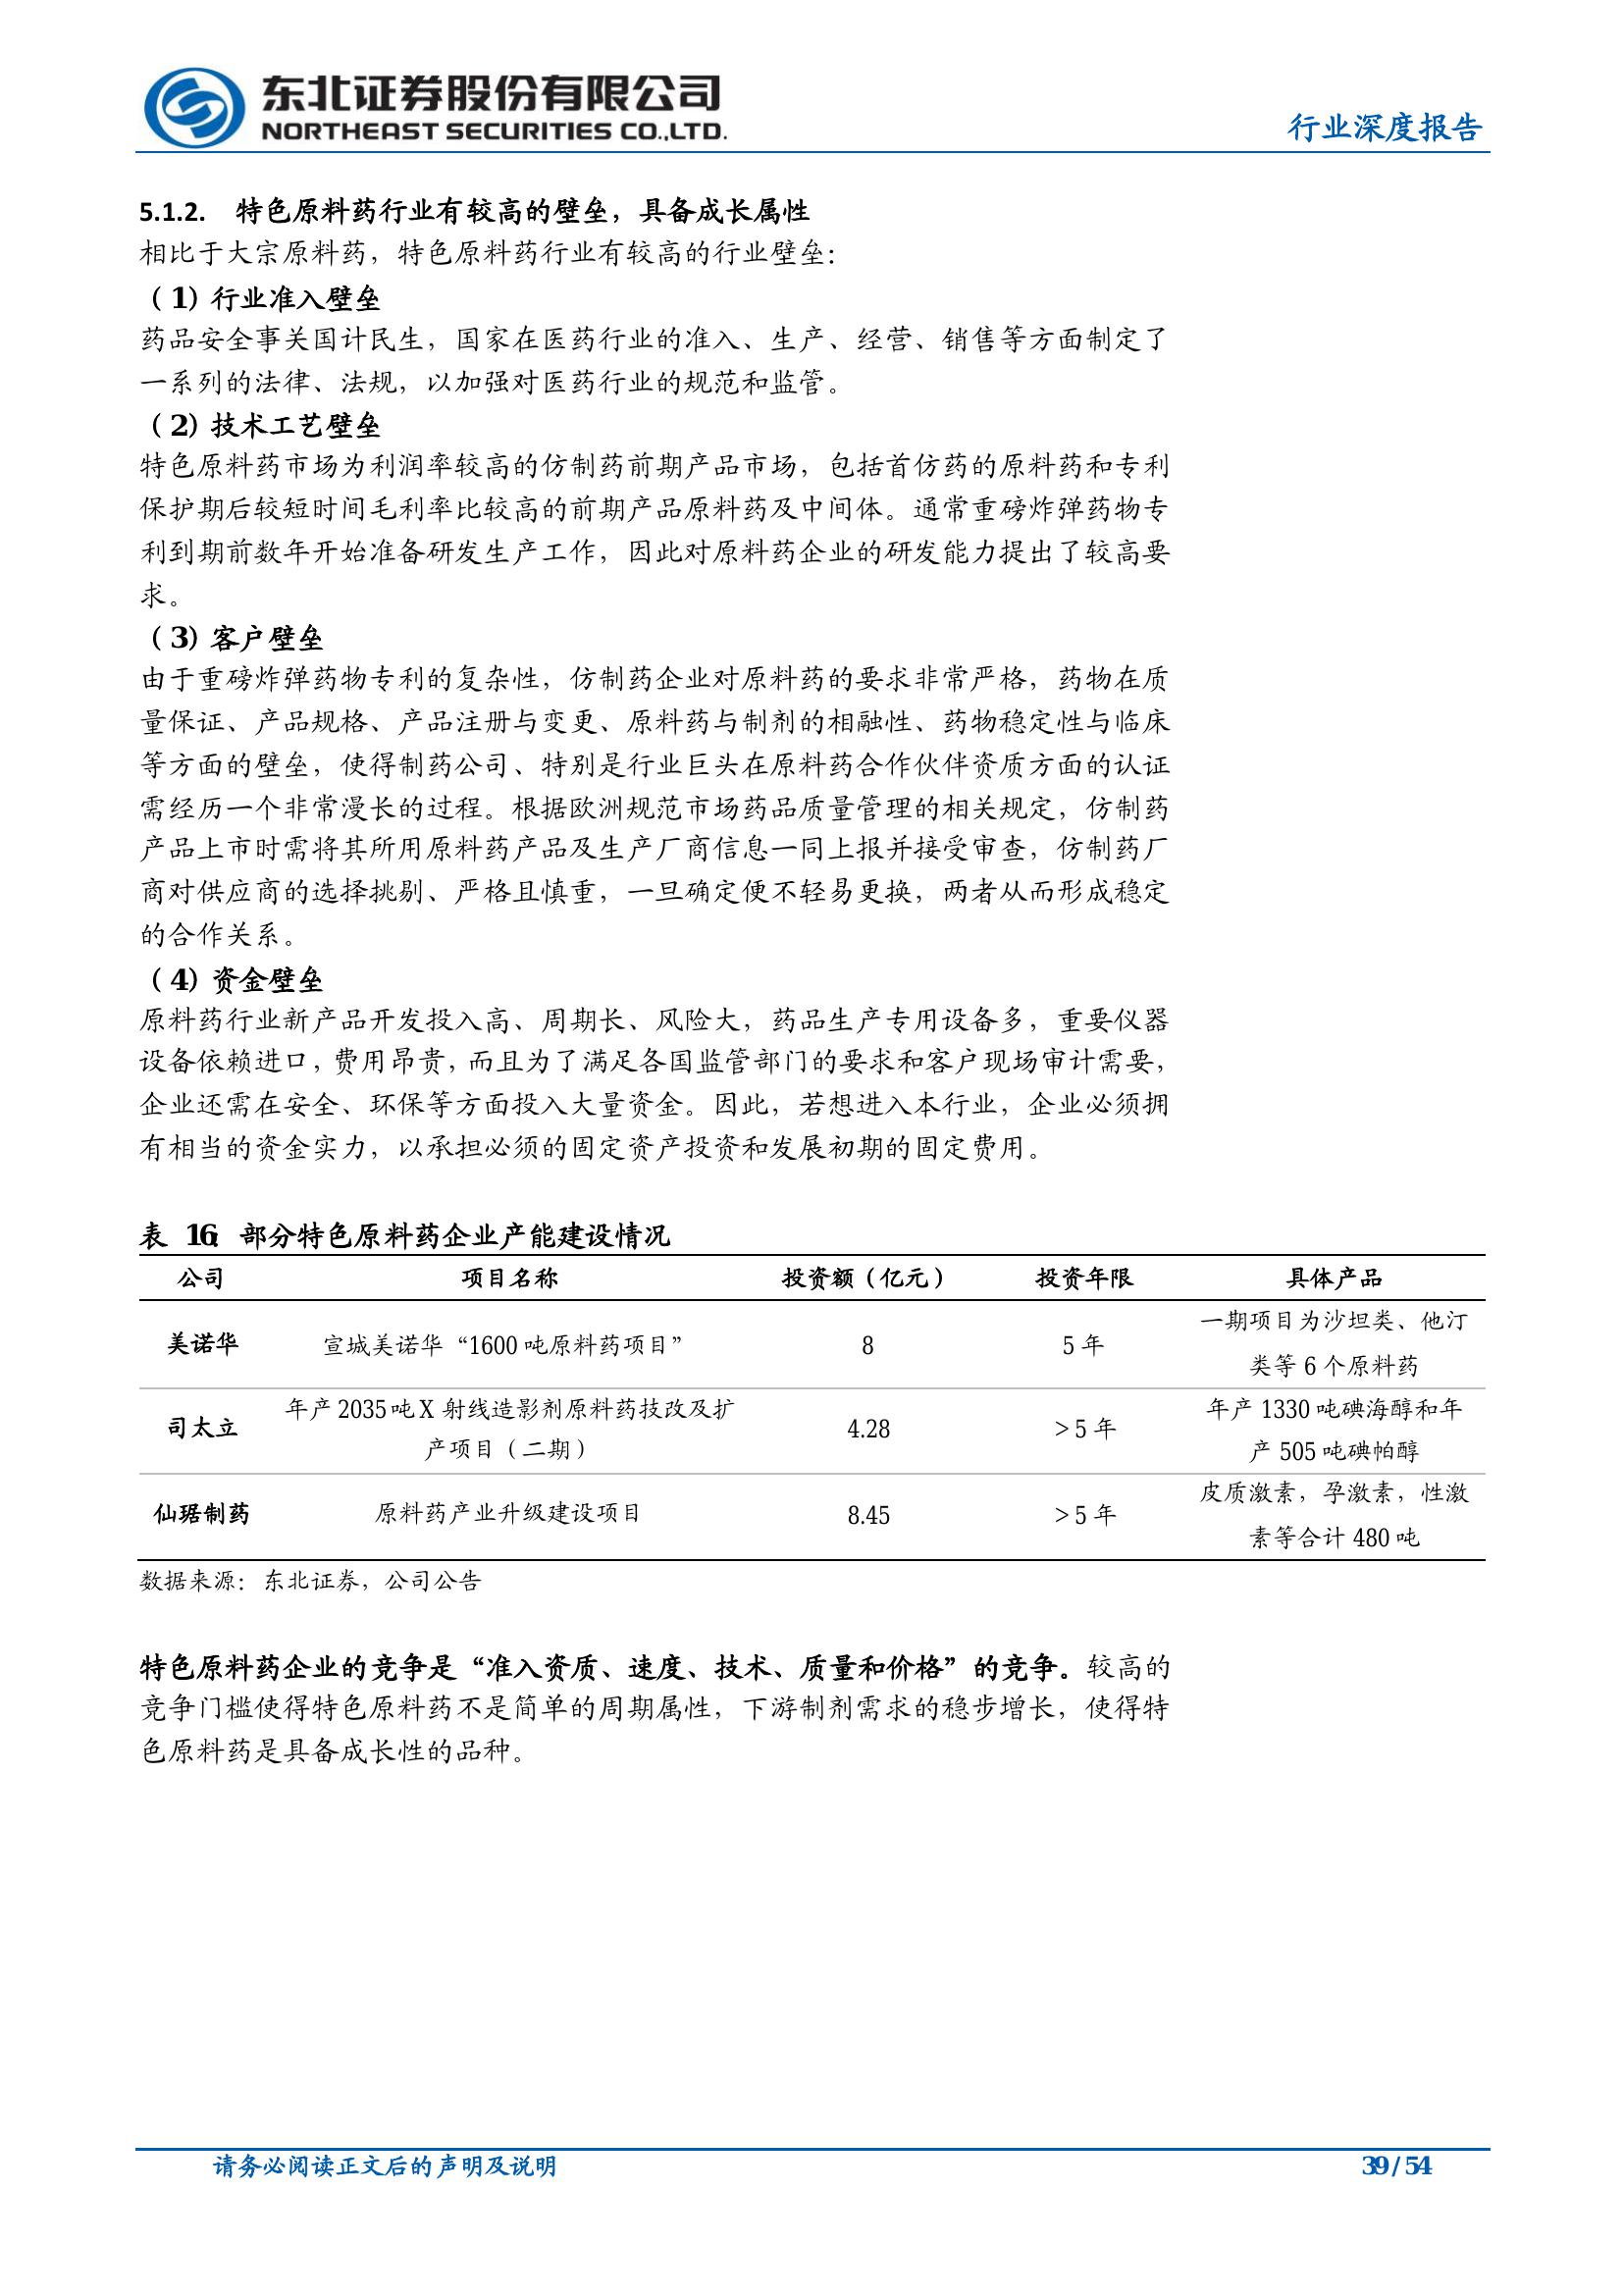 东北证券股份有限公司
NORTHEAST SECURITIES CO.,LTD.
行业深度报告
5.1.2. 特色原料药行业有较高的壁垒，具备成长属性
相比于大宗原料药，特色原料药行业有较高的行业壁垒：
（1）行业准入壁垒
药品安全事关国计民生，国家在医药行业的准入、生产、经营、销售等方面制定了
一系列的法律、法规，以加强对医药行业的规范和监管。
（2）技术工艺壁垒
特色原料药市场为利润率较高的仿制药前期产品市场，包括首仿药的原料药和专利
保护期后较短时间毛利率比较高的前期产品原料药及中间体。通常重磅炸弹药物专
利到期前数年开始准备研发生产工作，因此对原料药企业的研发能力提出了较高要
求。
（3）客户壁垒
由于重磅炸弹药物专利的复杂性，仿制药企业对原料药的要求非常严格，药物在质
量保证、产品规格、产品注册与变更、原料药与制剂的相融性、药物稳定性与临床
等方面的壁垒，使得制药公司、特别是行业巨头在原料药合作伙伴资质方面的认证
需经历一个非常漫长的过程。根据欧洲规范市场药品质量管理的相关规定，仿制药
产品上市时需将其所用原料药产品及生产厂商信息一同上报并接受审查，仿制药厂
商对供应商的选择挑剔、严格且慎重，一旦确定便不轻易更换，两者从而形成稳定
的合作关系。
（4）资金壁垒
原料药行业新产品开发投入高、周期长、风险大，药品生产专用设备多，重要仪器
设备依赖进口，费用昂贵，而且为了满足各国监管部门的要求和客户现场审计需要，
企业还需在安全、环保等方面投入大量资金。因此，若想进入本行业，企业必须拥
有相当的资金实力，以承担必须的固定资产投资和发展初期的固定费用。
表 16：部分特色原料药企业产能建设情况
公司 项目名称 投资额（亿元） 投资年限 具体产品
美诺华 宣城美诺华“1600 吨原料药项目” 8 5 年 一期项目为沙坦类、他汀
类等 6 个原料药
司太立 年产 2035 吨 X 射线造影剂原料药技改及扩
产项目（二期） 4.28 >5 年 年产 1330 吨碘海醇和年
产 505 吨碘帕醇
仙琚制药 原料药产业升级建设项目 8.45 >5 年 皮质激素，孕激素，性激
素等合计 480 吨
数据来源：东北证券，公司公告
特色原料药企业的竞争是“准入资质、速度、技术、质量和价格”的竞争。较高的
竞争门槛使得特色原料药不是简单的周期属性，下游制剂需求的稳步增长，使得特
色原料药是具备成长性的品种。
请务必阅读正文后的声明及说明
39 / 54